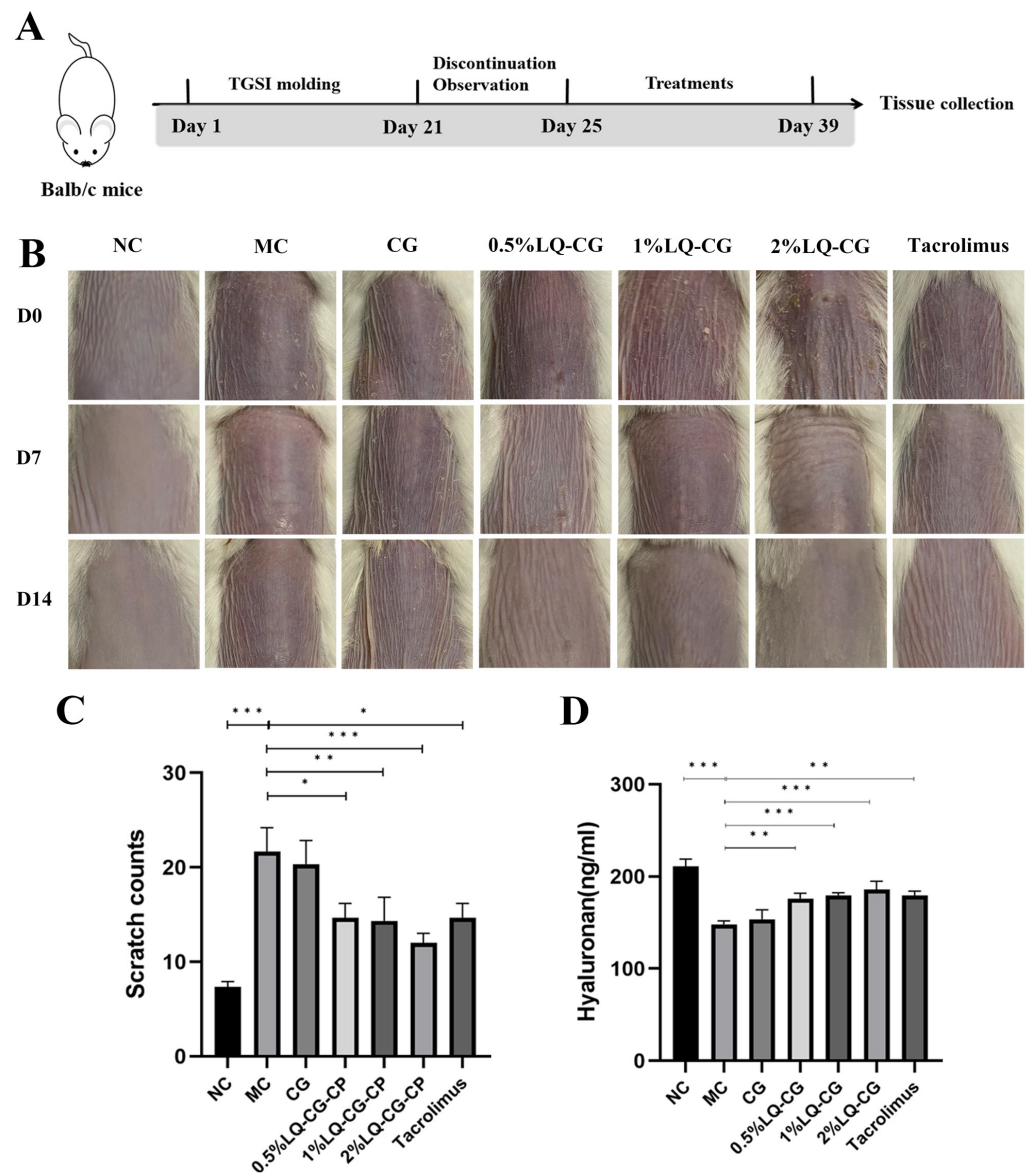 A
TGSI molding
Discontinuation
Observation
Treatments
Day 1
Day 21
Day 25
Day 39
Tissue collection
Balb/c mice
B
NC
MC
CG
0.5%LQ-CG
1%LQ-CG
2%LQ-CG
Tacrolimus
D0
D7
D14
C
***
*
***
**
*
30
20
10
0
Scratch counts
NC
MC
CG
0.5%LQ-CG-CP
1%LQ-CG-CP
2%LQ-CG-CP
Tacrolimus
D
***
**
***
***
**
300
200
100
0
Hyaluronan(ng/ml)
NC
MC
CG
0.5%LQ-CG
1%LQ-CG
2%LQ-CG
Tacrolimus